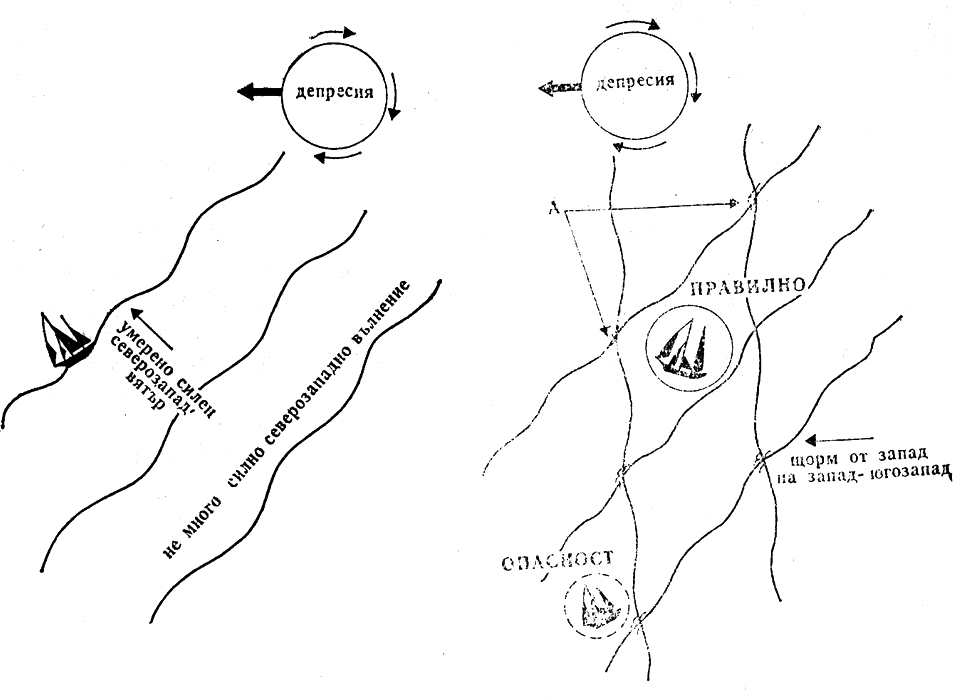 депресия
умерено силен
северозапад'
вятър
не много силно северозападно вълнение
депресия
А
ПРАВИЛНО
щорм от запад
на запад-югозапад
ОПАСНОСТ